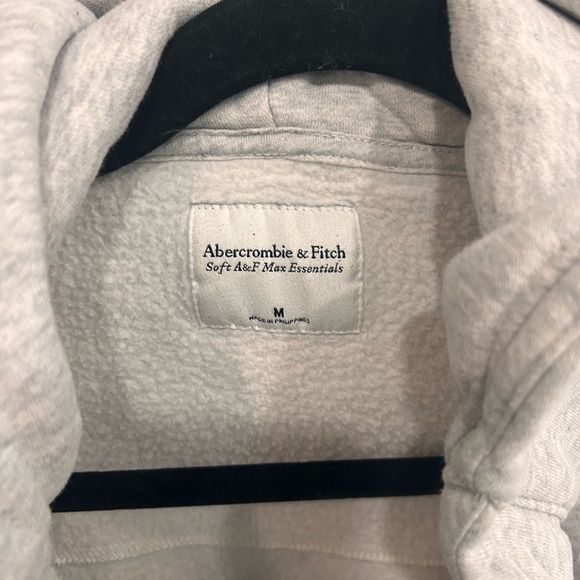 Abercrombie & Fitch
Soft A&F Max Essentials
M
MADE IN PHILIPPINES